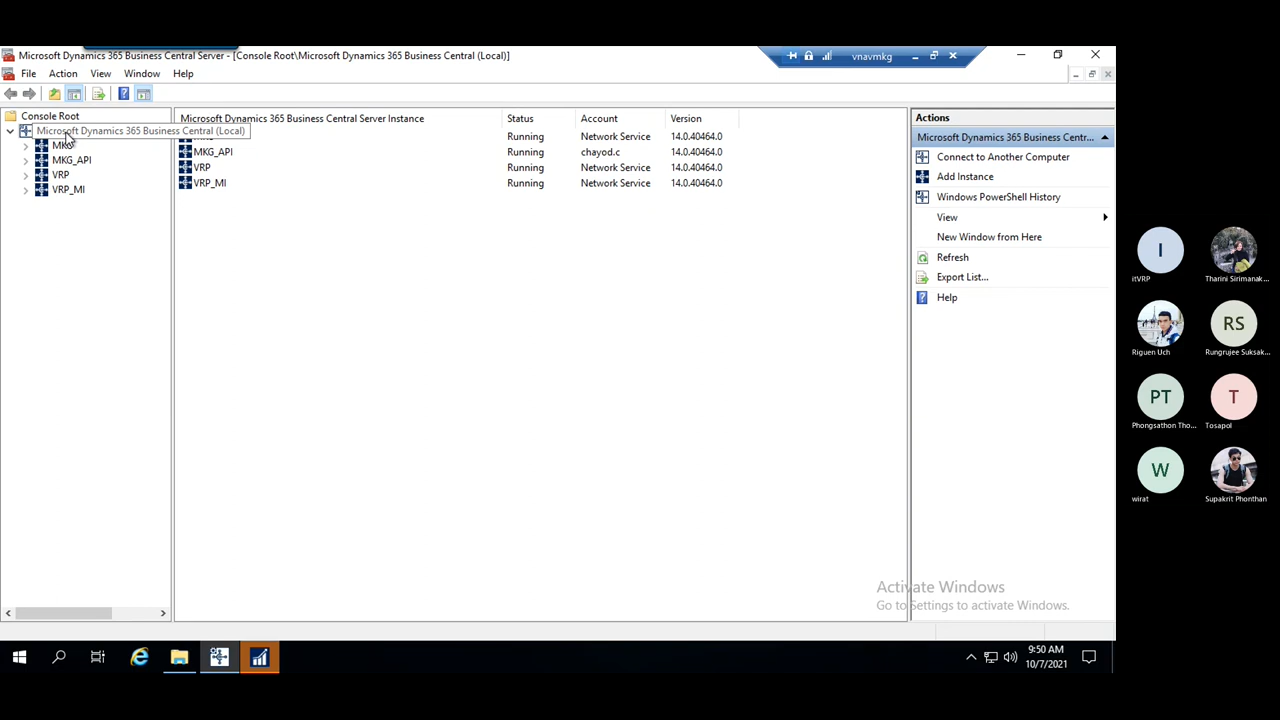 Microsoft Dynamics 365 Business Central Server - [Console Root\Microsoft Dynamics 365 Business Central (Local)]
vnavmkg
File Action View Window Help
Console Root
Microsoft Dynamics 365 Business Central (Local)
MKG
MKG_API
VRP
VRP_MI
Microsoft Dynamics 365 Business Central Server Instance Status Account Version
Running Network Service 14.0.40464.0
MKG_API Running chayod.c 14.0.40464.0
VRP Running Network Service 14.0.40464.0
VRP_MI Running Network Service 14.0.40464.0
Actions
Microsoft Dynamics 365 Business Centr...
Connect to Another Computer
Add Instance
Windows PowerShell History
View
New Window from Here
Refresh
Export List...
Help
Activate Windows
Go to Settings to activate Windows.
9:50 AM
10/7/2021
I
itVRP
Tharini Sirimanak...
Riguen Uch
RS
Rungrujee Suksak...
PT
Phongsathon Tho...
T
Tosapol
W
wirat
Supakrit Phonthan